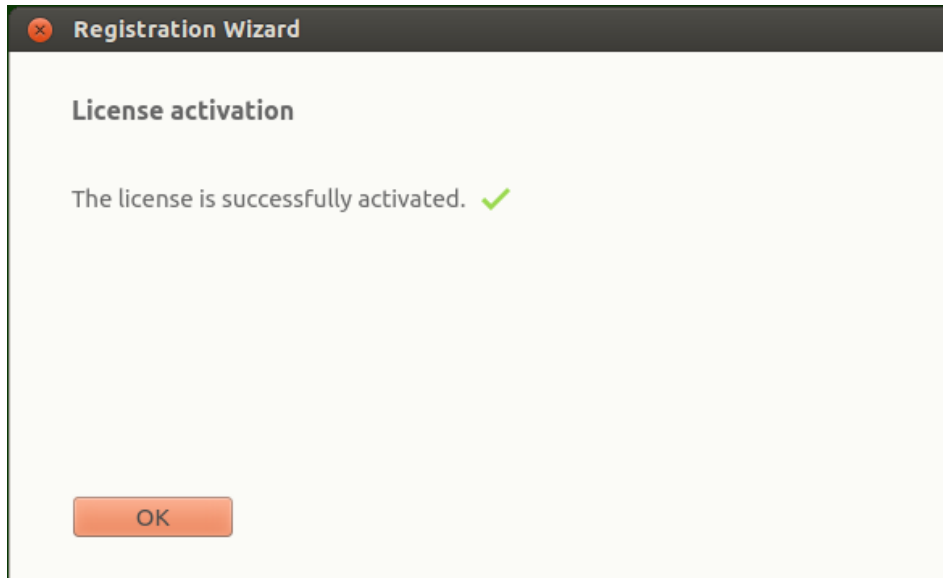 Registration Wizard
License activation
The license is successfully activated.
OK